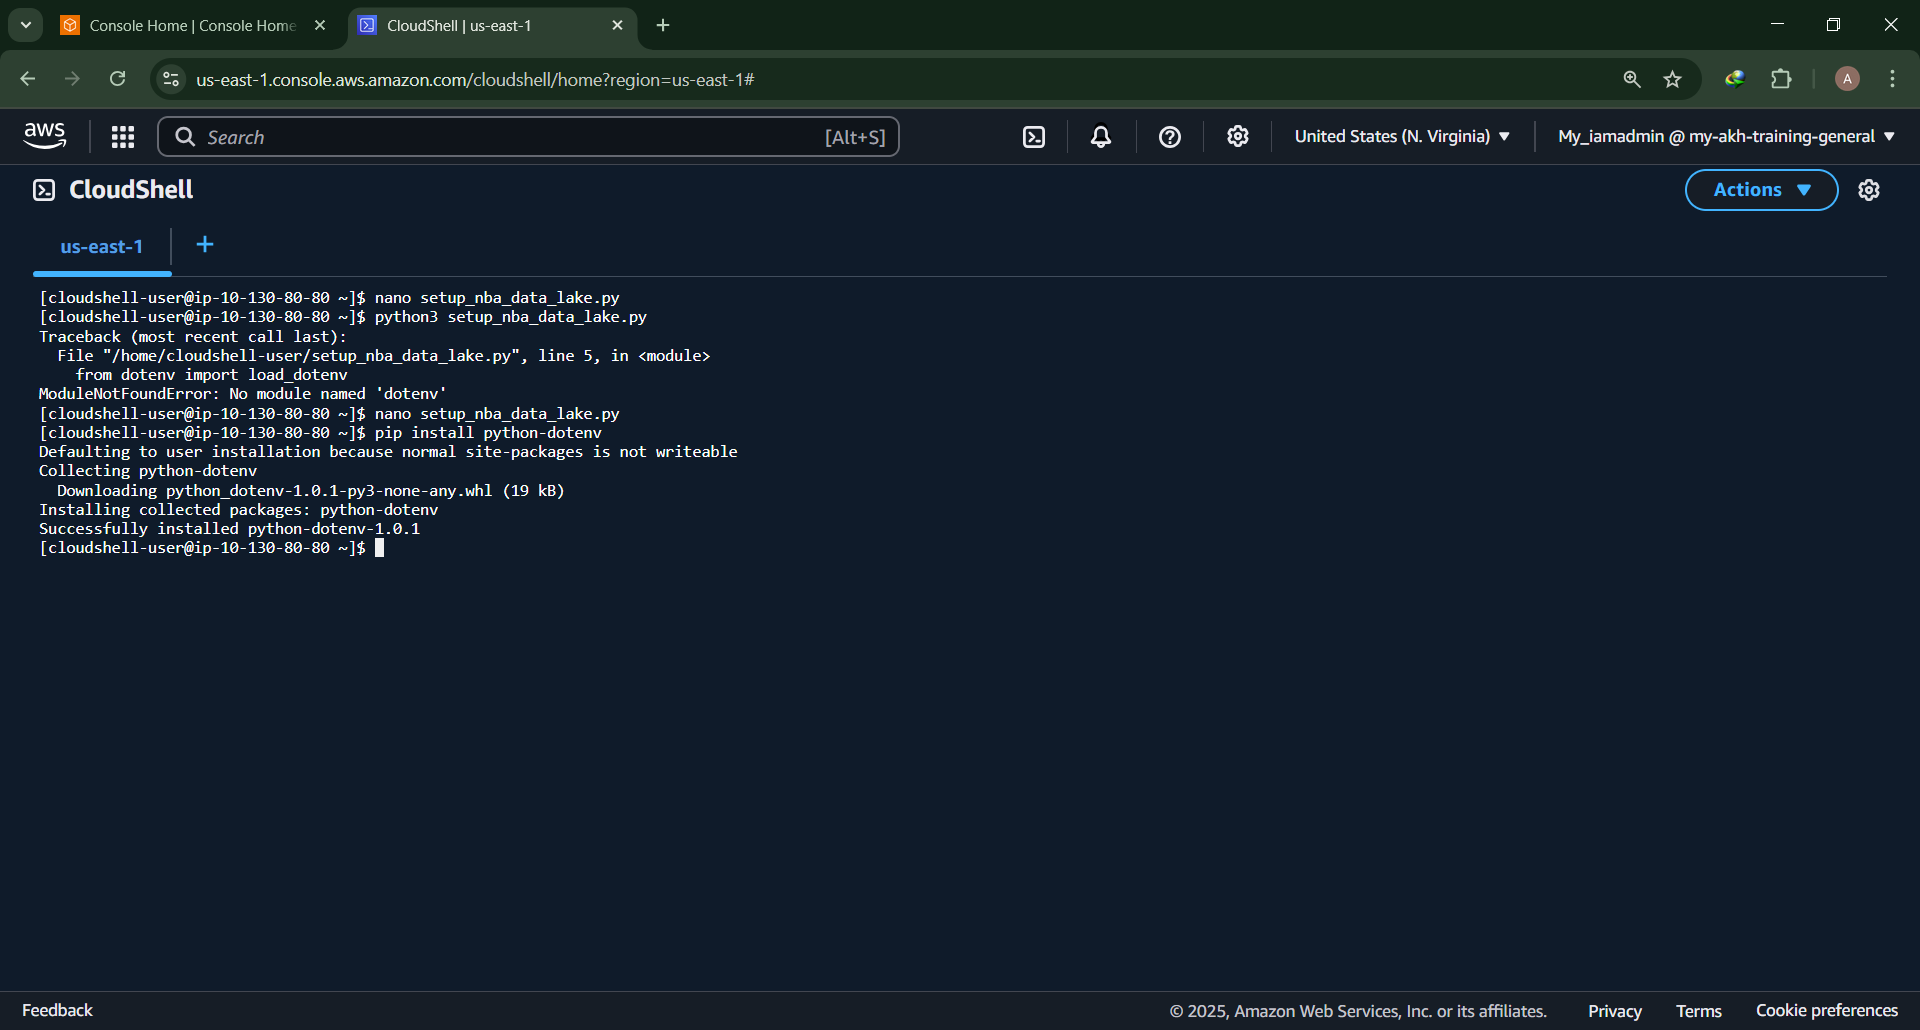 Console Home | Console Home
CloudShell | us-east-1
us-east-1.console.aws.amazon.com/cloudshell/home?region=us-east-1#
A
aws
Search
[Alt+S]
United States (N. Virginia)
My_iamadmin @ my-akh-training-general
CloudShell
Actions
us-east-1
[cloudshell-user@ip-10-130-80-80 ~]$ nano setup_nba_data_lake.py
[cloudshell-user@ip-10-130-80-80 ~]$ python3 setup_nba_data_lake.py
Traceback (most recent call last):
  File "/home/cloudshell-user/setup_nba_data_lake.py", line 5, in <module>
    from dotenv import load_dotenv
ModuleNotFoundError: No module named 'dotenv'
[cloudshell-user@ip-10-130-80-80 ~]$ nano setup_nba_data_lake.py
[cloudshell-user@ip-10-130-80-80 ~]$ pip install python-dotenv
Defaulting to user installation because normal site-packages is not writeable
Collecting python-dotenv
  Downloading python_dotenv-1.0.1-py3-none-any.whl (19 kB)
Installing collected packages: python-dotenv
Successfully installed python-dotenv-1.0.1
[cloudshell-user@ip-10-130-80-80 ~]$
Feedback
© 2025, Amazon Web Services, Inc. or its affiliates.
Privacy
Terms
Cookie preferences